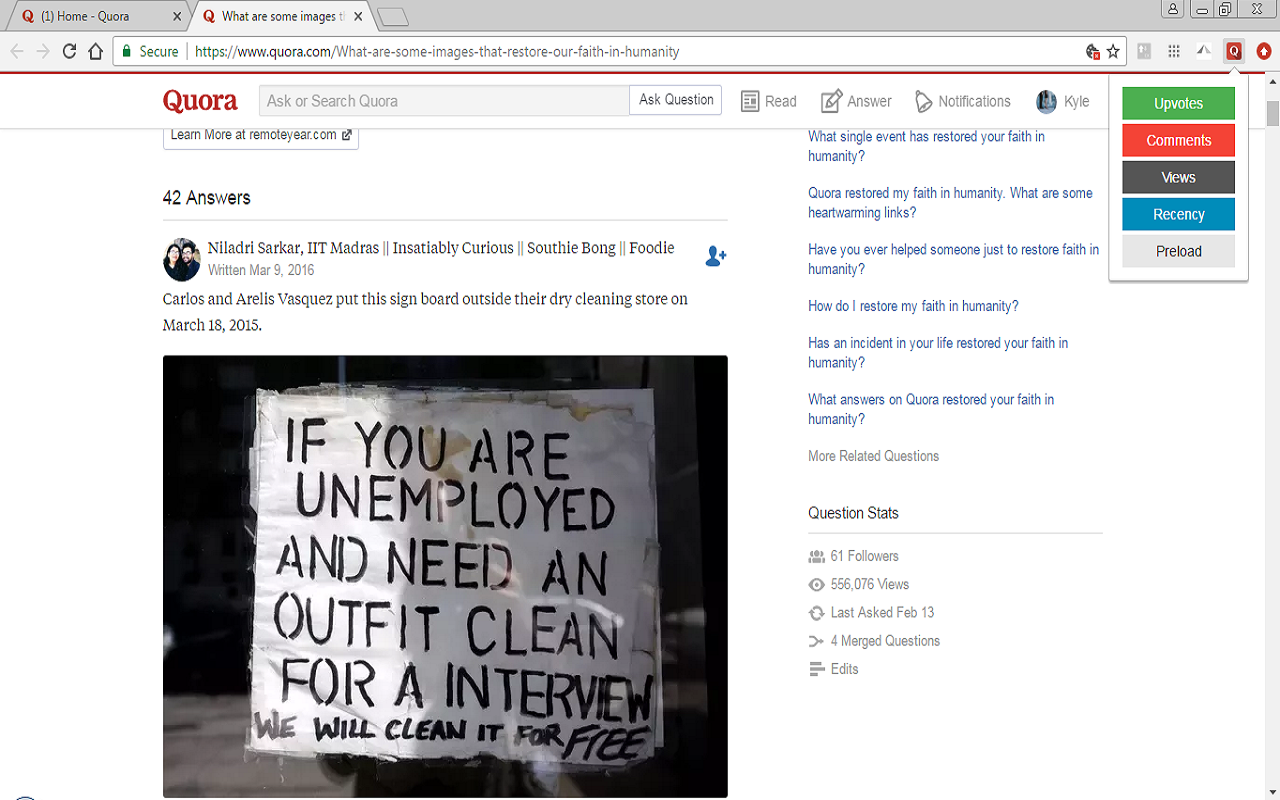 (1) Home - Quora
What are some images th
Secure
https://www.quora.com/What-are-some-images-that-restore-our-faith-in-humanity
Quora
Ask or Search Quora
Ask Question
Read
Answer
Notifications
Kyle
Upvotes
Comments
Views
Recency
Preload
Learn More at remoteyear.com
42 Answers
Niladri Sarkar, IIT Madras || Insatiably Curious || Southie Bong || Foodie
Written Mar 9, 2016
Carlos and Arelis Vasquez put this sign board outside their dry cleaning store on
March 18, 2015.
IF YOU ARE
UNEMPLOYED
AND NEED AN
OUTFIT CLEAN
FOR A INTERVIEW
WE WILL CLEAN IT FOR FREE
What single event has restored your faith in
humanity?
Quora restored my faith in humanity. What are some
heartwarming links?
Have you ever helped someone just to restore faith in
humanity?
How do I restore my faith in humanity?
Has an incident in your life restored your faith in
humanity?
What answers on Quora restored your faith in
humanity?
More Related Questions
Question Stats
61 Followers
556,076 Views
Last Asked Feb 13
4 Merged Questions
Edits